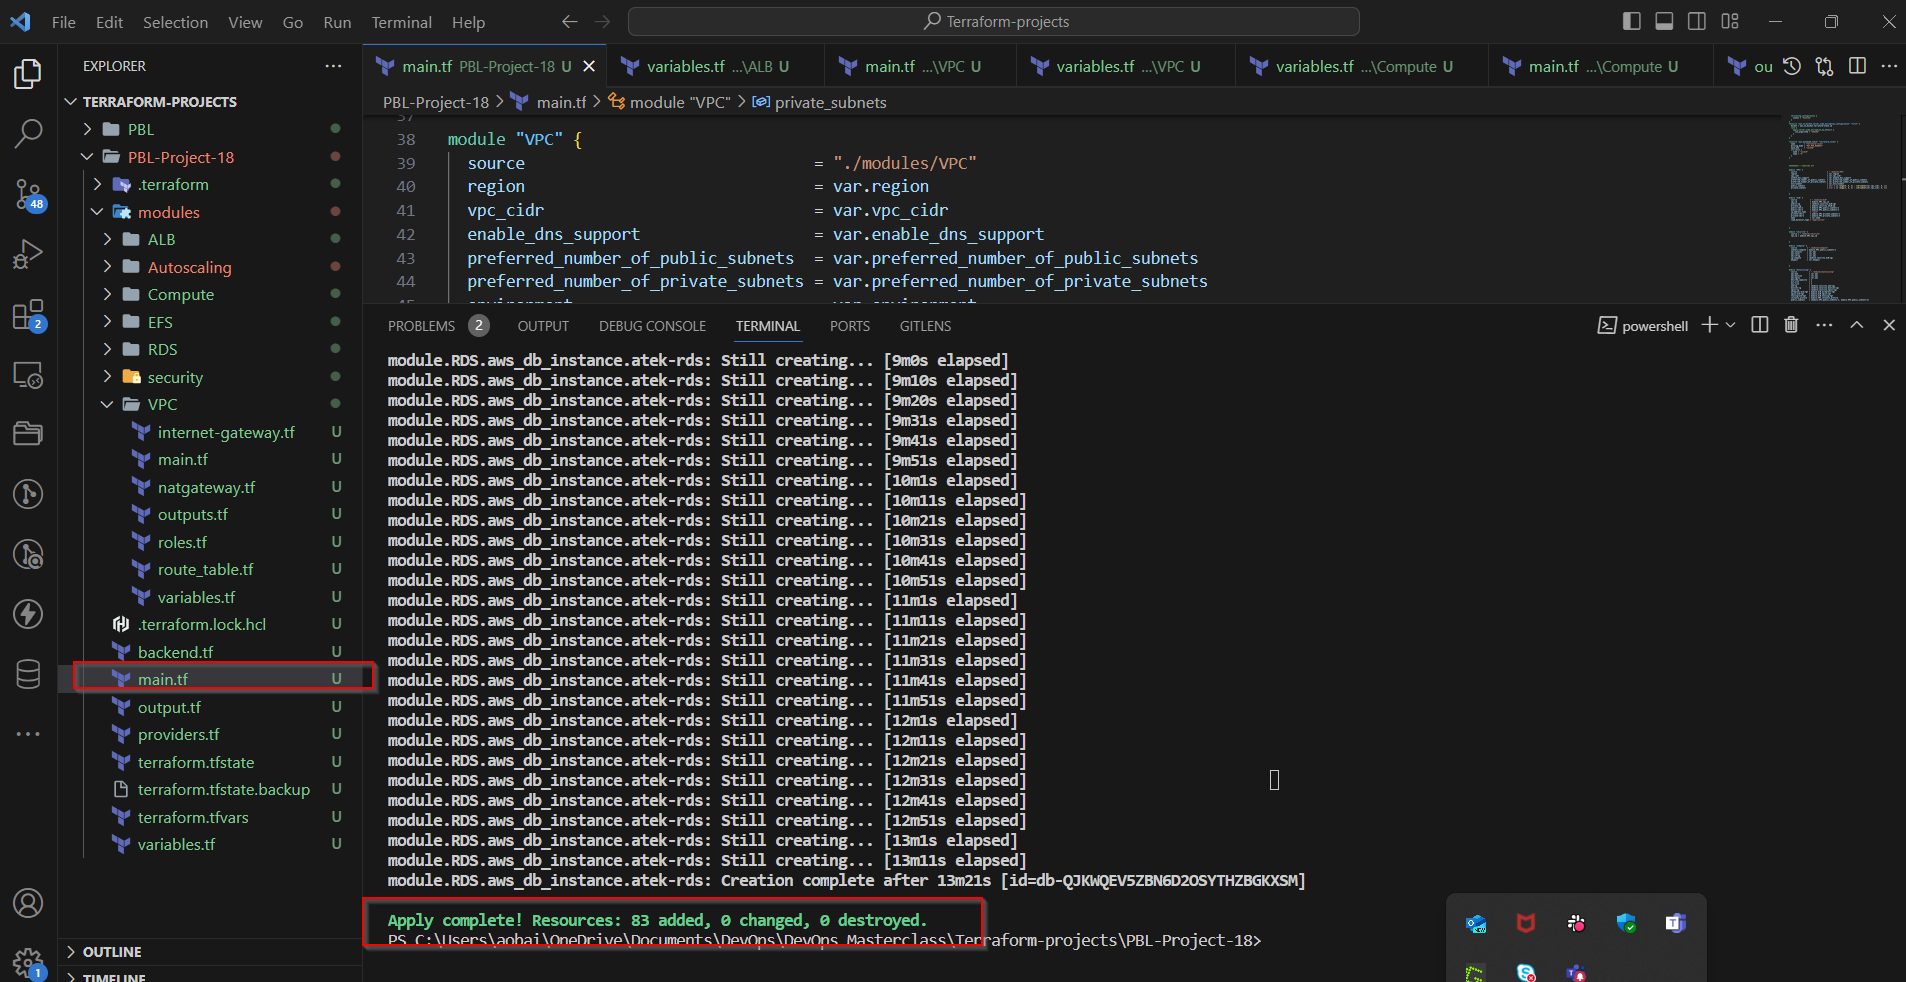 File Edit Selection View Go Run Terminal Help
Terraform-projects
EXPLORER
TERRAFORM-PROJECTS
PBL
PBL-Project-18
.terraform
modules
ALB
Autoscaling
Compute
EFS
RDS
security
VPC
internet-gateway.tf U
main.tf U
natgateway.tf U
outputs.tf U
roles.tf U
route_table.tf U
variables.tf U
.terraform.lock.hcl U
backend.tf U
main.tf U
output.tf U
providers.tf U
terraform.tfstate U
terraform.tfstate.backup U
terraform.tfvars U
variables.tf U
OUTLINE
TIMELINE
48
2
1
main.tf PBL-Project-18 U
variables.tf ...\ALB U
main.tf ...\VPC U
variables.tf ...\VPC U
variables.tf ...\Compute U
main.tf ...\Compute U
ou
PBL-Project-18 > main.tf > module "VPC" > private_subnets
37
38 module "VPC" {
39 source = "./modules/VPC"
40 region = var.region
41 vpc_cidr = var.vpc_cidr
42 enable_dns_support = var.enable_dns_support
43 preferred_number_of_public_subnets = var.preferred_number_of_public_subnets
44 preferred_number_of_private_subnets = var.preferred_number_of_private_subnets
45 environment = var.environment
PROBLEMS 2 OUTPUT DEBUG CONSOLE TERMINAL PORTS GITLENS
powershell
module.RDS.aws_db_instance.atek-rds: Still creating... [9m0s elapsed]
module.RDS.aws_db_instance.atek-rds: Still creating... [9m10s elapsed]
module.RDS.aws_db_instance.atek-rds: Still creating... [9m20s elapsed]
module.RDS.aws_db_instance.atek-rds: Still creating... [9m31s elapsed]
module.RDS.aws_db_instance.atek-rds: Still creating... [9m41s elapsed]
module.RDS.aws_db_instance.atek-rds: Still creating... [9m51s elapsed]
module.RDS.aws_db_instance.atek-rds: Still creating... [10m1s elapsed]
module.RDS.aws_db_instance.atek-rds: Still creating... [10m11s elapsed]
module.RDS.aws_db_instance.atek-rds: Still creating... [10m21s elapsed]
module.RDS.aws_db_instance.atek-rds: Still creating... [10m31s elapsed]
module.RDS.aws_db_instance.atek-rds: Still creating... [10m41s elapsed]
module.RDS.aws_db_instance.atek-rds: Still creating... [10m51s elapsed]
module.RDS.aws_db_instance.atek-rds: Still creating... [11m1s elapsed]
module.RDS.aws_db_instance.atek-rds: Still creating... [11m11s elapsed]
module.RDS.aws_db_instance.atek-rds: Still creating... [11m21s elapsed]
module.RDS.aws_db_instance.atek-rds: Still creating... [11m31s elapsed]
module.RDS.aws_db_instance.atek-rds: Still creating... [11m41s elapsed]
module.RDS.aws_db_instance.atek-rds: Still creating... [11m51s elapsed]
module.RDS.aws_db_instance.atek-rds: Still creating... [12m1s elapsed]
module.RDS.aws_db_instance.atek-rds: Still creating... [12m11s elapsed]
module.RDS.aws_db_instance.atek-rds: Still creating... [12m21s elapsed]
module.RDS.aws_db_instance.atek-rds: Still creating... [12m31s elapsed]
module.RDS.aws_db_instance.atek-rds: Still creating... [12m41s elapsed]
module.RDS.aws_db_instance.atek-rds: Still creating... [12m51s elapsed]
module.RDS.aws_db_instance.atek-rds: Still creating... [13m1s elapsed]
module.RDS.aws_db_instance.atek-rds: Still creating... [13m11s elapsed]
module.RDS.aws_db_instance.atek-rds: Creation complete after 13m21s [id=db-QJKWQEV5ZBN6D2OSYTHZBGKXSM]
Apply complete! Resources: 83 added, 0 changed, 0 destroyed.
PS C:\Users\aohai\OneDrive\Documents\DevOps\DevOps Masterclass\Terraform-projects\PBL-Project-18>